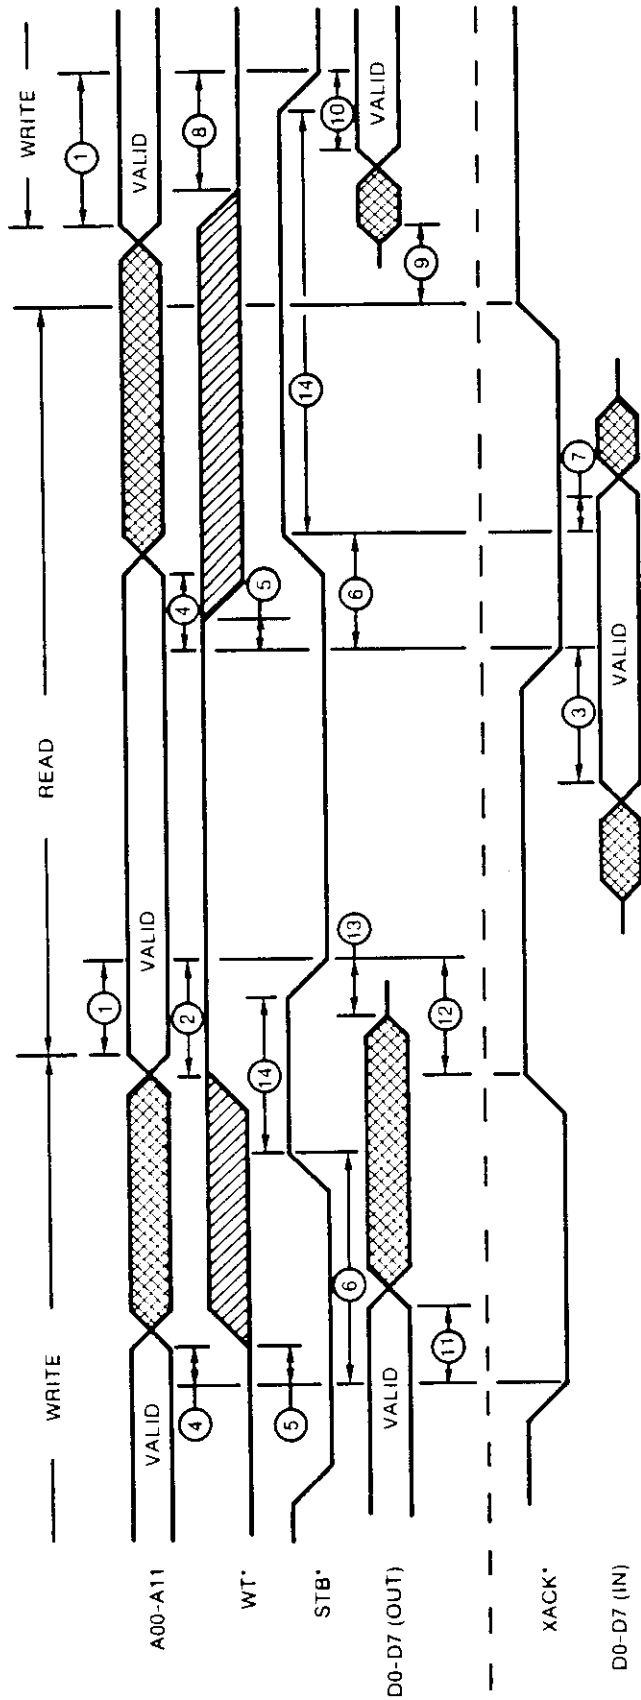 WRITE READ WRITE
1 1
A00-A11 VALID VALID VALID
4 2 4 8
WT*
5 14 5
STB* 14
6 13 6 10
D0-D7 (OUT) VALID VALID
11 12 9
XACK*
3 7
D0-D7 (IN) VALID